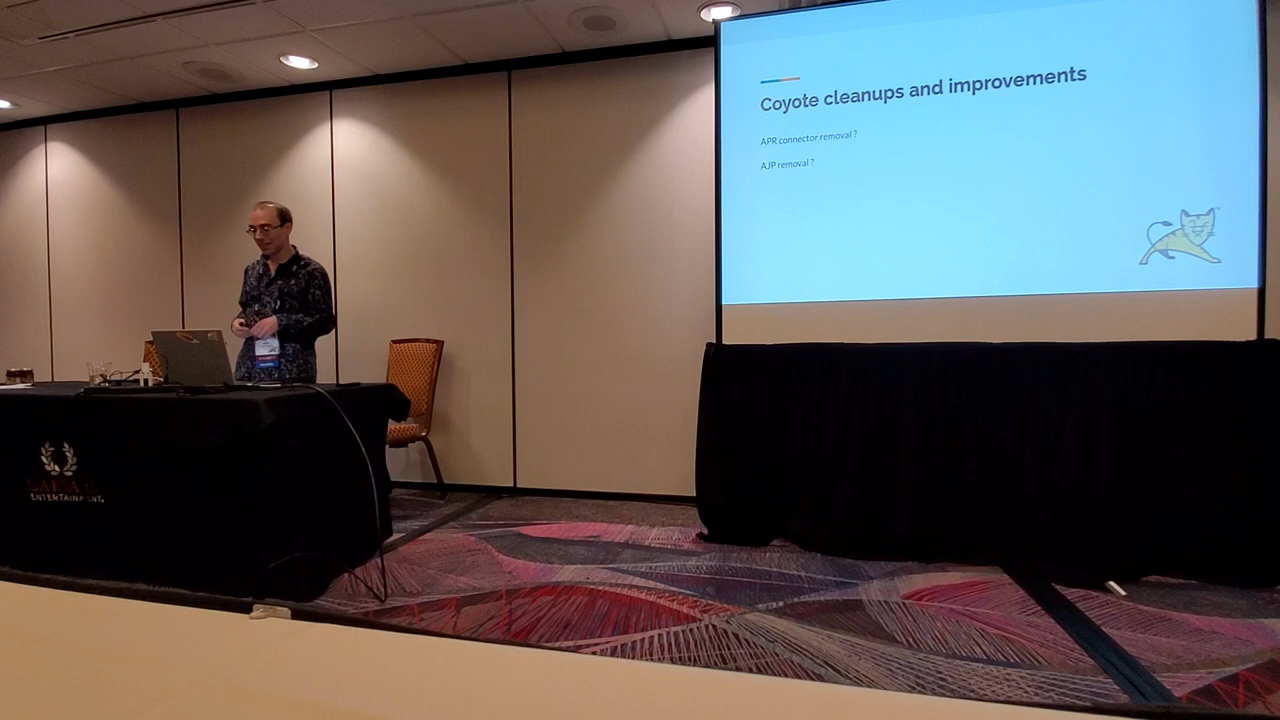 Coyote cleanups and improvements
APR connector removal ?
AJP removal ?
ENTERTAINMENT